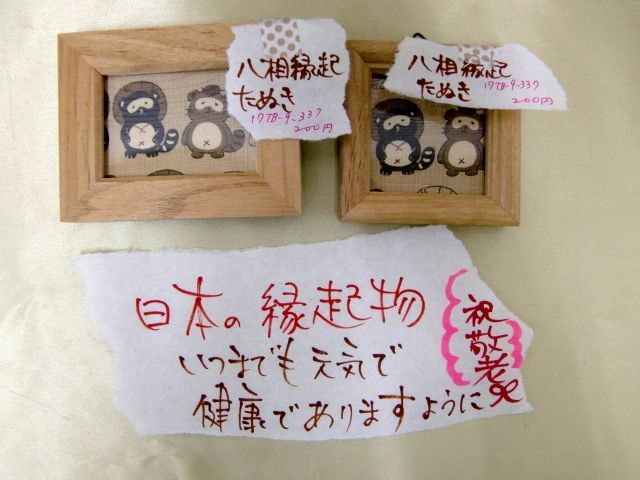 八相縁起
たぬき
17TB-9-337
200円
八相縁起
たぬき
17TB-9-337
200円
日本の縁起物
いつまでも元気で
健康でありますように
祝敬老